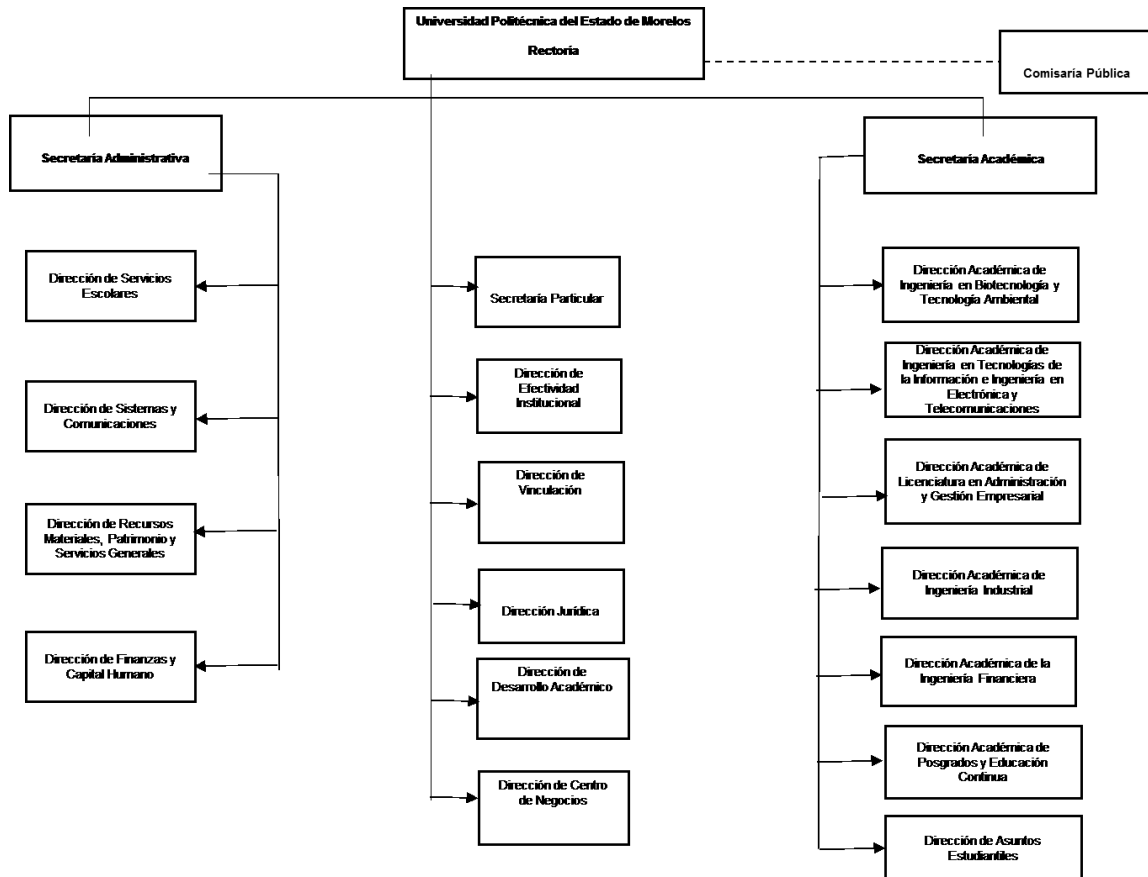 Universidad Politécnica del Estado de Morelos
Rectoría
Comisaría Pública
Secretaría Administrativa
Secretaría Académica
Dirección de Servicios
Escolares
Dirección de Sistemas y
Comunicaciones
Dirección de Recursos
Materiales, Patrimonio y
Servicios Generales
Dirección de Finanzas y
Capital Humano
Secretaría Particular
Dirección de
Efectividad
Institucional
Dirección de
Vinculación
Dirección Jurídica
Dirección de
Desarrollo Académico
Dirección de Centro
de Negocios
Dirección Académica de
Ingeniería en Biotecnología y
Tecnología Ambiental
Dirección Académica de
Ingeniería en Tecnologías de
la Información e Ingeniería en
Electrónica y
Telecomunicaciones
Dirección Académica de
Licenciatura en Administración
y Gestión Empresarial
Dirección Académica de
Ingeniería Industrial
Dirección Académica de la
Ingeniería Financiera
Dirección Académica de
Posgrados y Educación
Continua
Dirección de Asuntos
Estudiantiles